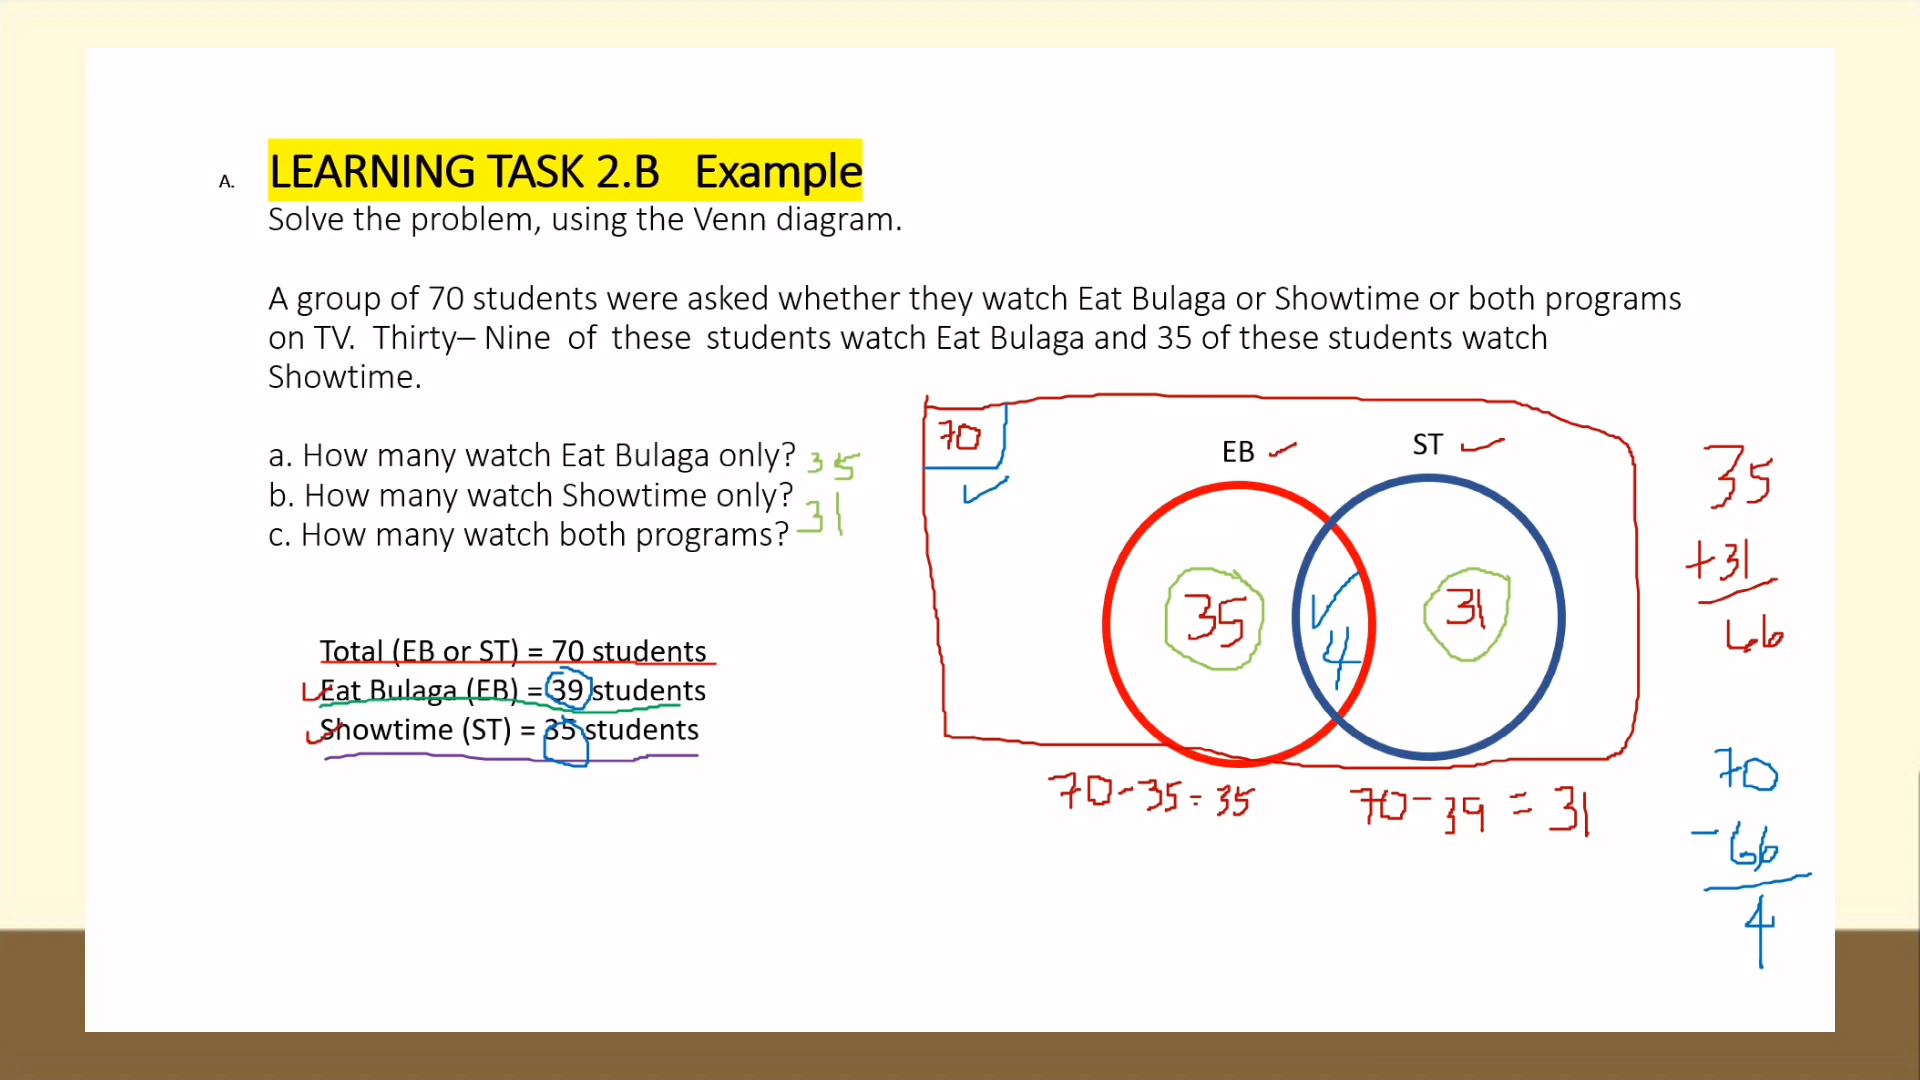 A. LEARNING TASK 2.B Example
Solve the problem, using the Venn diagram.
A group of 70 students were asked whether they watch Eat Bulaga or Showtime or both programs
on TV. Thirty– Nine of these students watch Eat Bulaga and 35 of these students watch
Showtime.
a. How many watch Eat Bulaga only? 35
b. How many watch Showtime only? 31
c. How many watch both programs?
Total (EB or ST) = 70 students
Eat Bulaga (EB) = 39 students
Showtime (ST) = 35 students
70
EB
ST
35
4
31
70-35=35
70-39=31
35
+31
66
70
-66
4